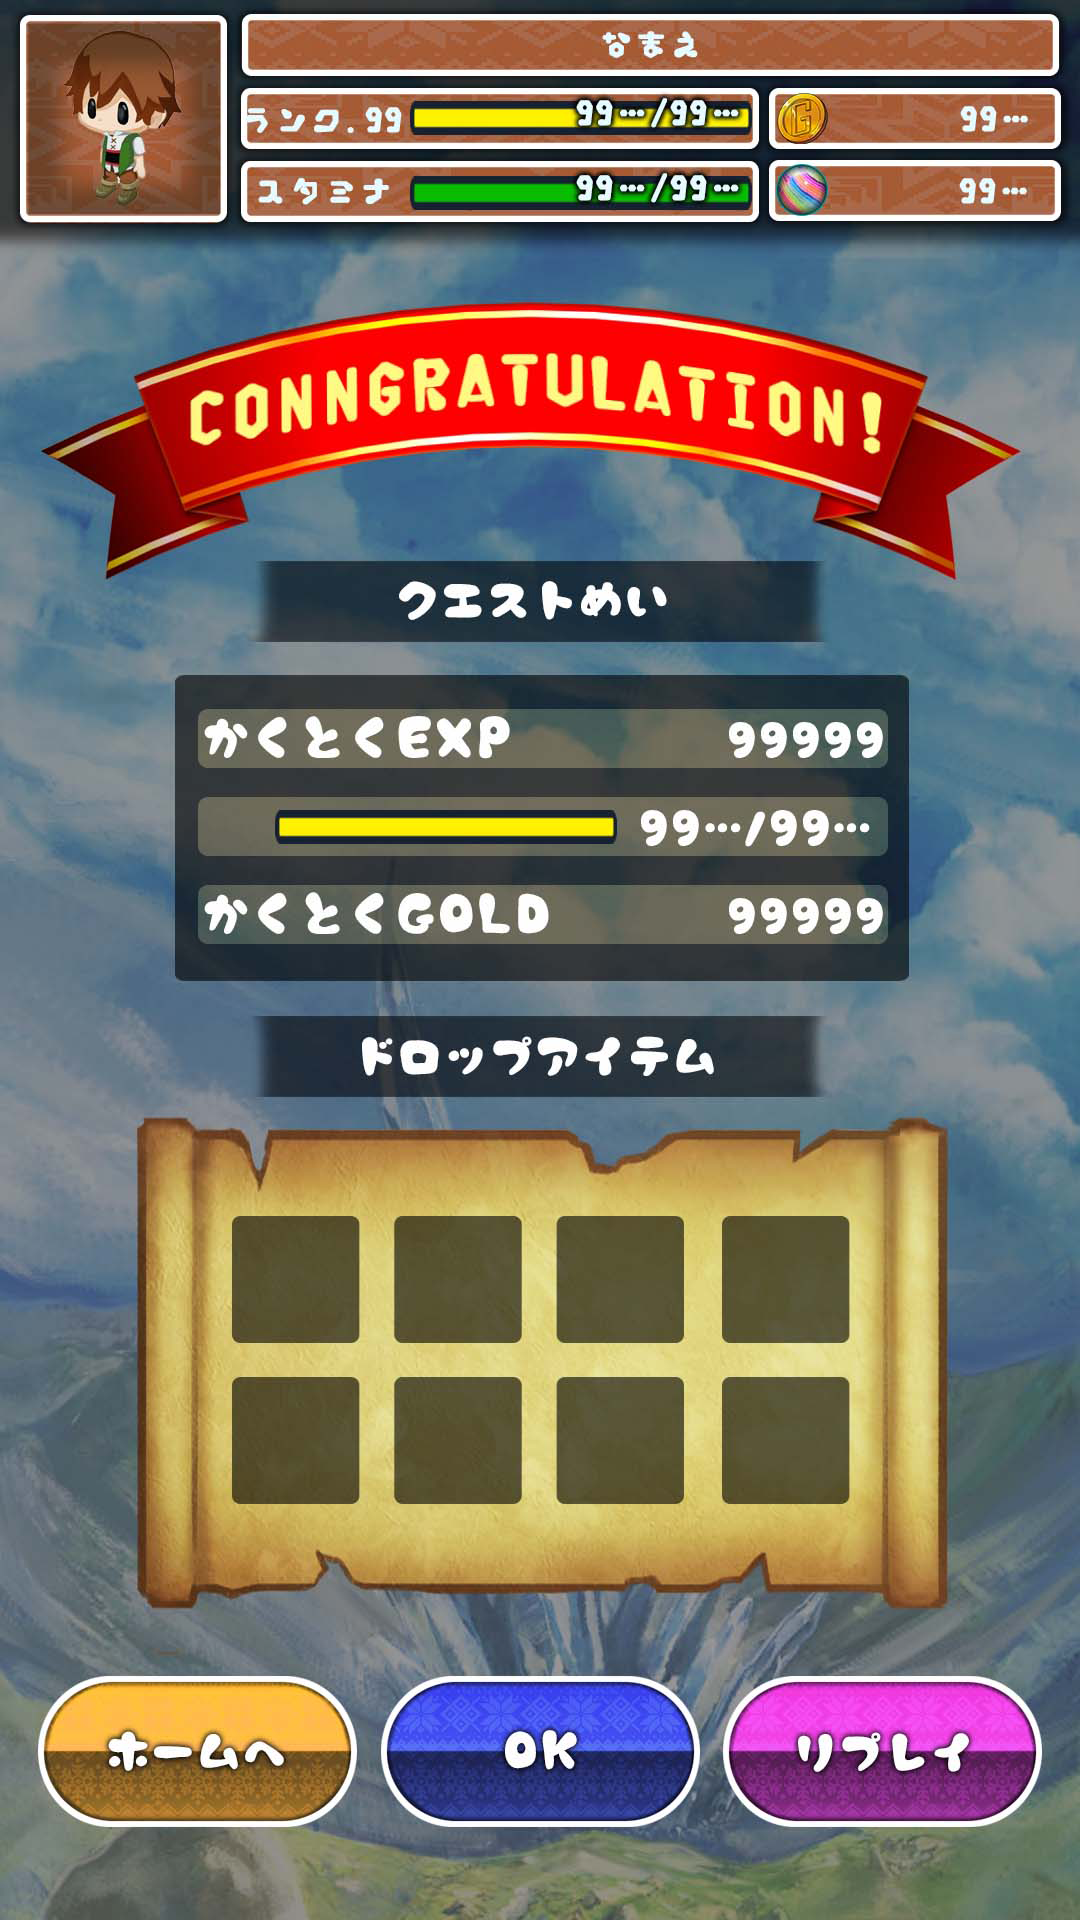 なまえ
ランク.99 99…/99… 99…
スタミナ 99…/99… 99…
CONNGRATULATION!
クエストめい
かくとくEXP 99999
99…/99…
かくとくGOLD 99999
ドロップアイテム
ホームへ OK リプレイ